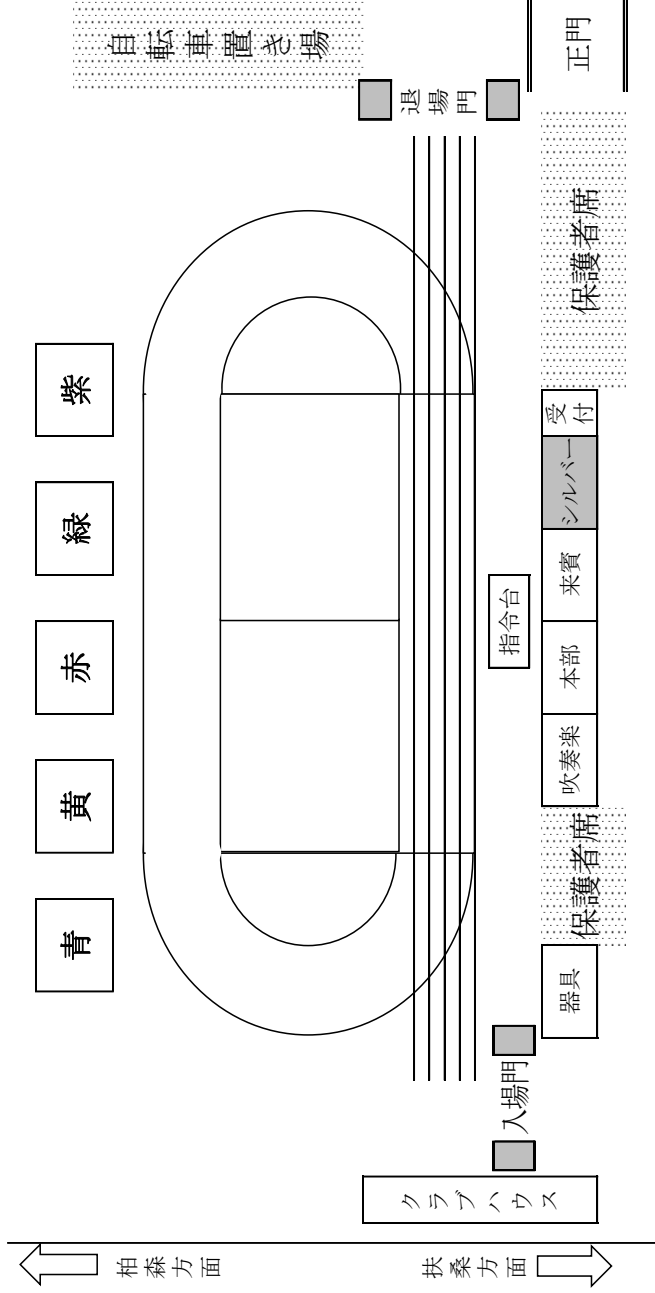 自転車置き場
正門
退場門
紫
緑
赤
黄
青
保護者席
受付
シルバー
来賓
本部
吹奏楽
指令台
保護者席
器具
入場門
クラブハウス
柏森方面
扶桑方面